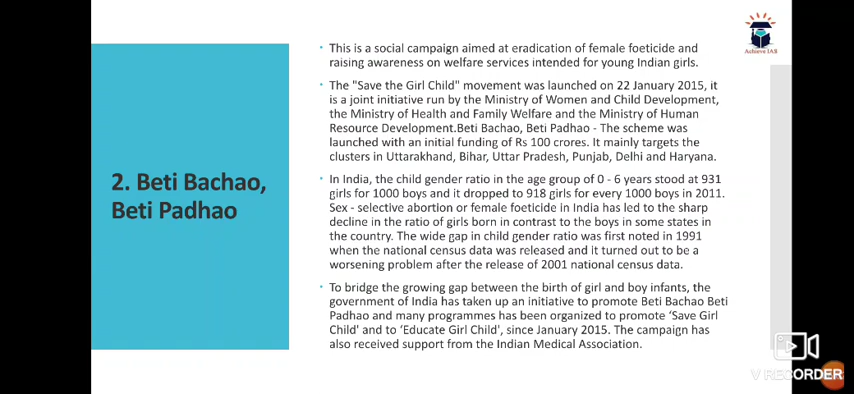 2. Beti Bachao,
Beti Padhao
• This is a social campaign aimed at eradication of female foeticide and
raising awareness on welfare services intended for young Indian girls.
• The "Save the Girl Child" movement was launched on 22 January 2015, it
is a joint initiative run by the Ministry of Women and Child Development,
the Ministry of Health and Family Welfare and the Ministry of Human
Resource Development.Beti Bachao, Beti Padhao - The scheme was
launched with an initial funding of Rs 100 crores. It mainly targets the
clusters in Uttarakhand, Bihar, Uttar Pradesh, Punjab, Delhi and Haryana.
• In India, the child gender ratio in the age group of 0 - 6 years stood at 931
girls for 1000 boys and it dropped to 918 girls for every 1000 boys in 2011.
Sex - selective abortion or female foeticide in India has led to the sharp
decline in the ratio of girls born in contrast to the boys in some states in
the country. The wide gap in child gender ratio was first noted in 1991
when the national census data was released and it turned out to be a
worsening problem after the release of 2001 national census data.
• To bridge the growing gap between the birth of girl and boy infants, the
government of India has taken up an initiative to promote Beti Bachao Beti
Padhao and many programmes has been organized to promote ‘Save Girl
Child' and to ‘Educate Girl Child', since January 2015. The campaign has
also received support from the Indian Medical Association.
Achieve IAS
V RECORDER